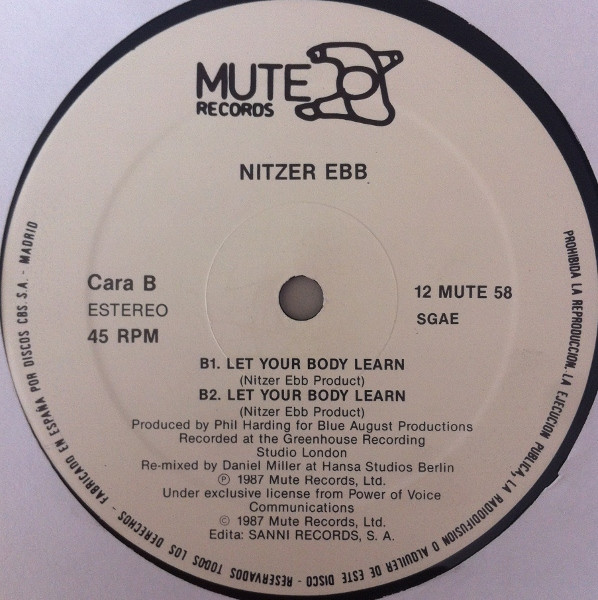 MUTE
RECORDS
NITZER EBB
Cara B
ESTEREO
45 RPM
12 MUTE 58
SGAE
B1. LET YOUR BODY LEARN
(Nitzer Ebb Product)
B2. LET YOUR BODY LEARN
(Nitzer Ebb Product)
Produced by Phil Harding for Blue August Productions
Recorded at the Greenhouse Recording
Studio London
Re-mixed by Daniel Miller at Hansa Studios Berlin
Ⓟ 1987 Mute Records, Ltd.
Under exclusive license from Power of Voice
Communications
© 1987 Mute Records, Ltd.
Edita: SANNI RECORDS, S. A.
PROHIBIDA LA REPRODUCCION, LA EJECUCION PUBLICA, LA RADIODIFUSION O ALQUILER DE ESTE DISCO - RESERVADOS TODOS LOS DERECHOS - FABRICADO EN ESPAÑA POR DISCOS CBS. S.A. - MADRID